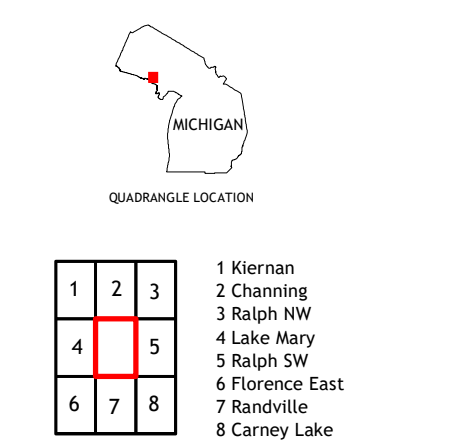 MICHIGAN
QUADRANGLE LOCATION
1 2 3
4 5
6 7 8
1 Kiernan
2 Channing
3 Ralph NW
4 Lake Mary
5 Ralph SW
6 Florence East
7 Randville
8 Carney Lake